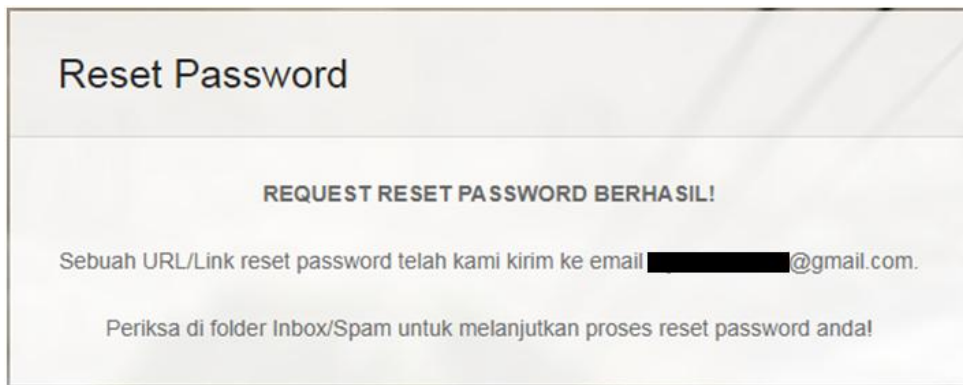 Reset Password
REQUEST RESET PASSWORD BERHASIL!
Sebuah URL/Link reset password telah kami kirim ke email @gmail.com.
Periksa di folder Inbox/Spam untuk melanjutkan proses reset password anda!